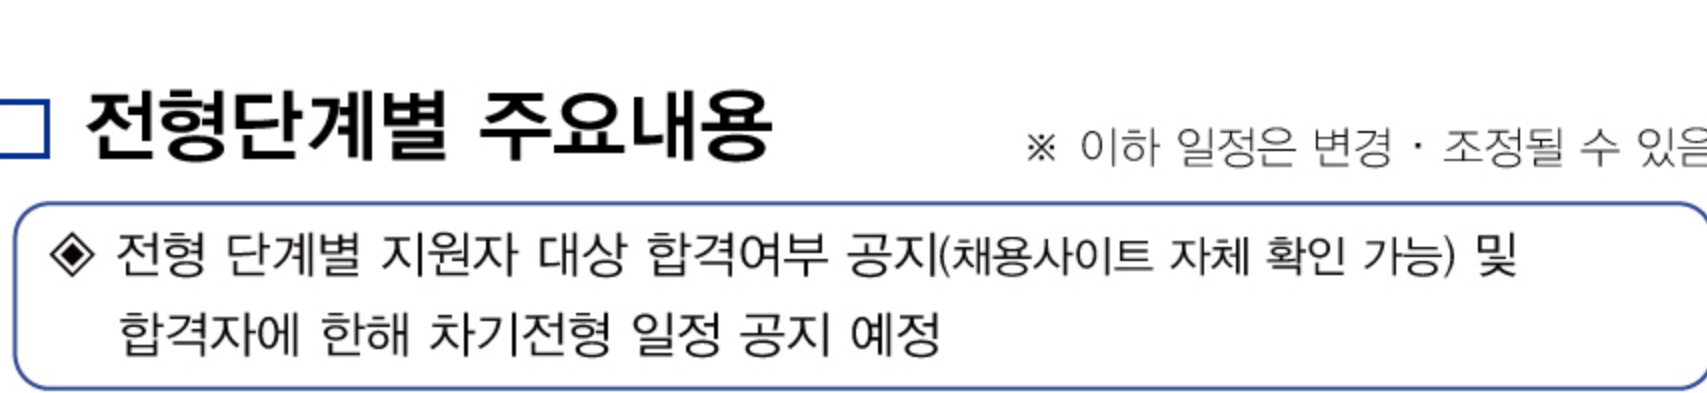 □ 전형단계별 주요내용
※ 이하 일정은 변경 · 조정될 수 있음
◈ 전형 단계별 지원자 대상 합격여부 공지(채용사이트 자체 확인 가능) 및
합격자에 한해 차기전형 일정 공지 예정